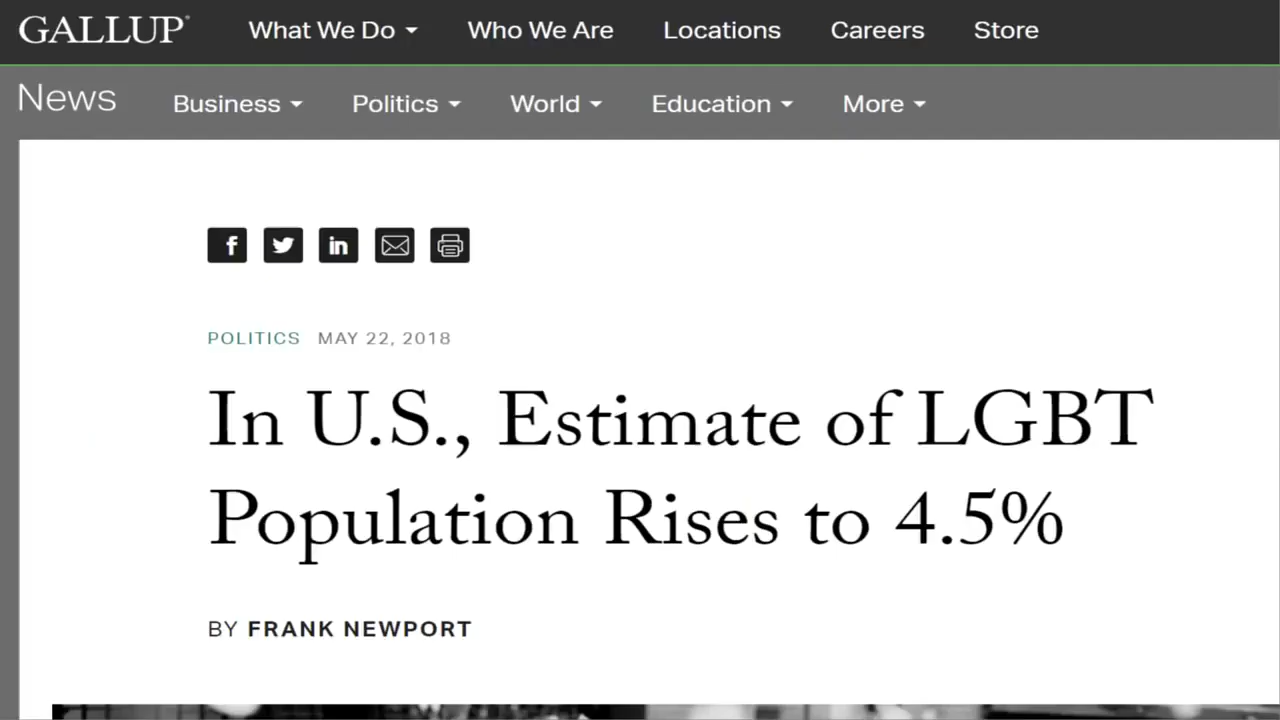 GALLUP® What We Do Who We Are Locations Careers Store
News Business Politics World Education More
POLITICS MAY 22, 2018
In U.S., Estimate of LGBT
Population Rises to 4.5%
BY FRANK NEWPORT